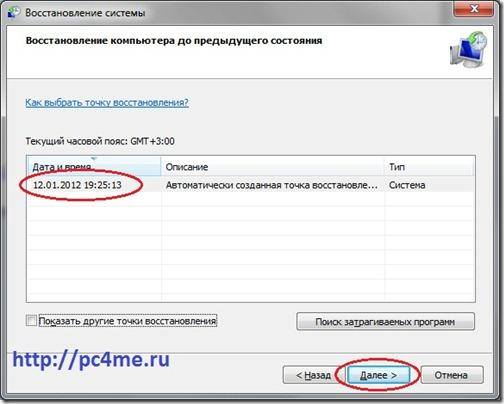 Восстановление системы
Восстановление компьютера до предыдущего состояния
Как выбрать точку восстановления?
Текущий часовой пояс: GMT+3:00
Дата и время Описание Тип
12.01.2012 19:25:13 Автоматически созданная точка восстановле... Система
Показать другие точки восстановления Поиск затрагиваемых программ
http://pc4me.ru
< Назад Далее > Отмена